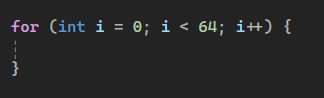 for (int i = 0; i < 64; i++) {
}